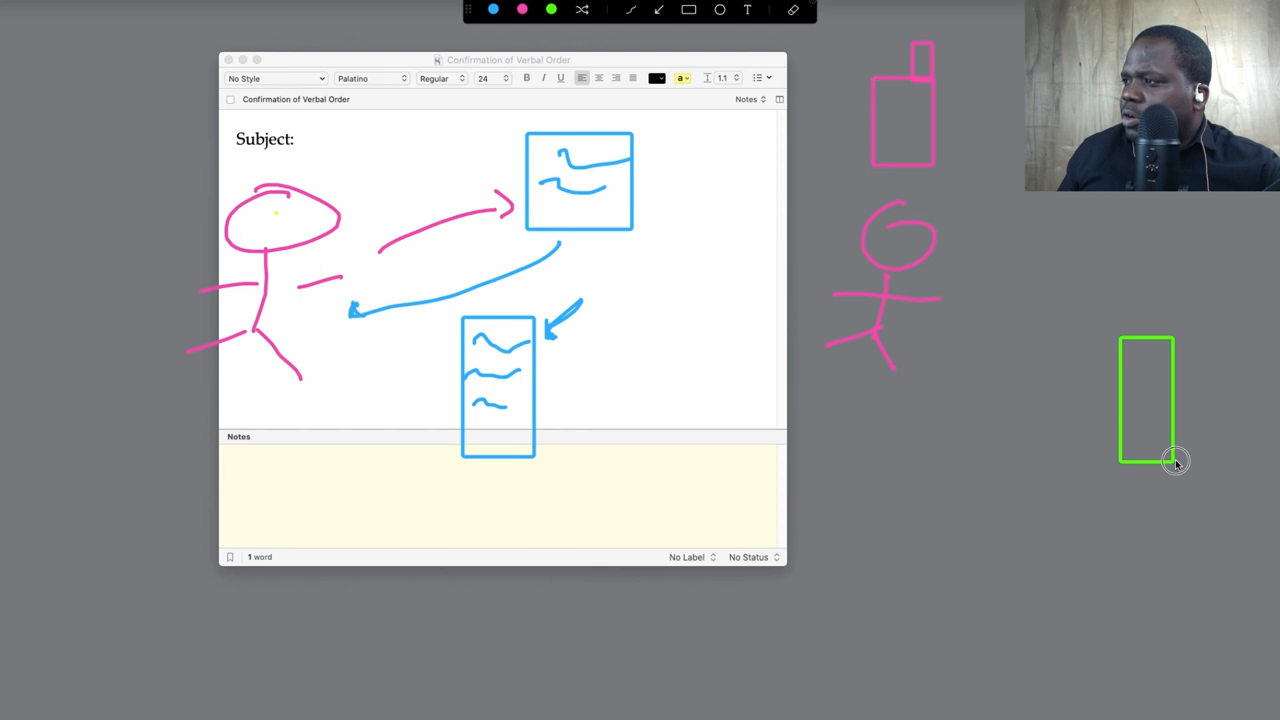 T
Confirmation of Verbal Order
No Style Palatino Regular 24 B I U a 1.1
Confirmation of Verbal Order Notes
Subject:
Notes
1 word No Label No Status